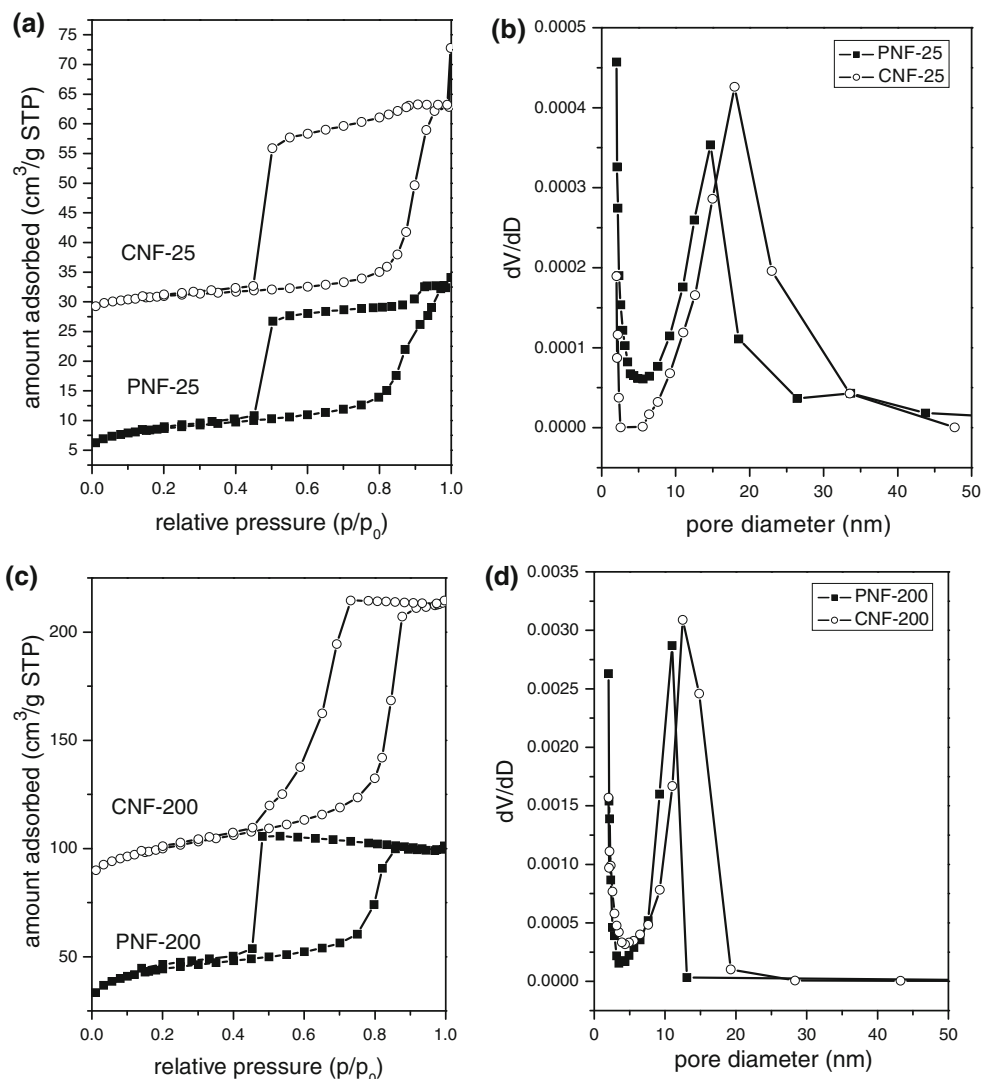 (a)
75
70
65
60
55
50
45
40
35
30
25
20
15
10
5
amount adsorbed (cm³/g STP)
CNF-25
PNF-25
0.0 0.2 0.4 0.6 0.8 1.0
relative pressure (p/p₀)
(b)
0.0005
0.0004
0.0003
0.0002
0.0001
0.0000
dV/dD
PNF-25
CNF-25
0 10 20 30 40 50
pore diameter (nm)
(c)
200
150
100
50
amount adsorbed (cm³/g STP)
CNF-200
PNF-200
0.0 0.2 0.4 0.6 0.8 1.0
relative pressure (p/p₀)
(d)
0.0035
0.0030
0.0025
0.0020
0.0015
0.0010
0.0005
0.0000
dV/dD
PNF-200
CNF-200
0 10 20 30 40 50
pore diameter (nm)